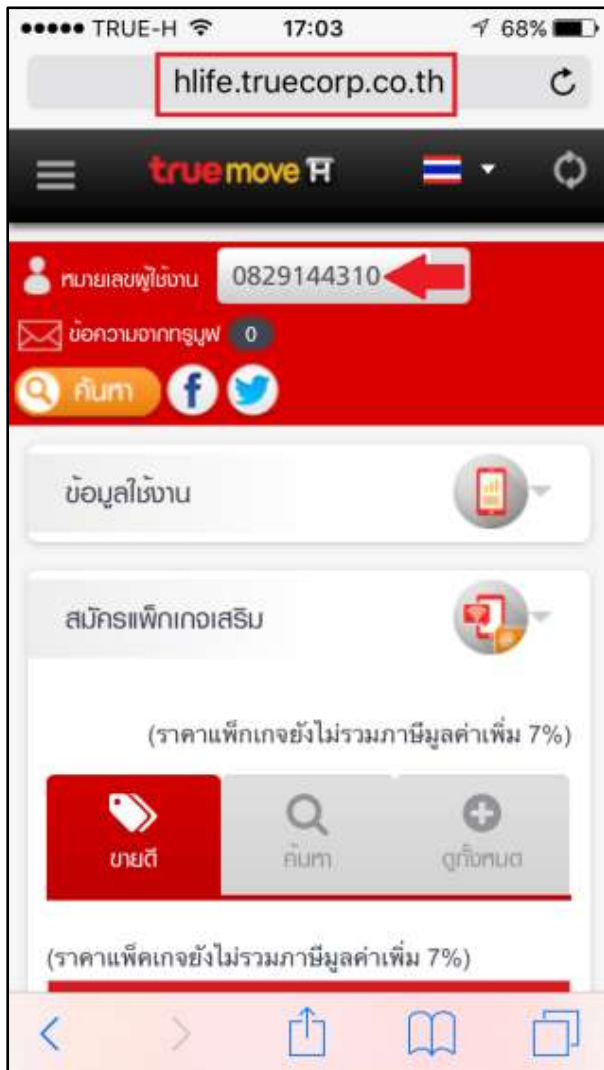 TRUE-H 17:03 68%
hlife.truecorp.co.th
truemove H
หมายเลขผู้ใช้งาน 0829144310
ข้อความจากทรูมูฟ 0
ค้นหา f
ข้อมูลใช้งาน
สมัครแพ็กเกจเสริม
(ราคาแพ็กเกจยังไม่รวมภาษีมูลค่าเพิ่ม 7%)
ขายดี ค้นหา ดูทั้งหมด
(ราคาแพ็คเกจยังไม่รวมภาษีมูลค่าเพิ่ม 7%)